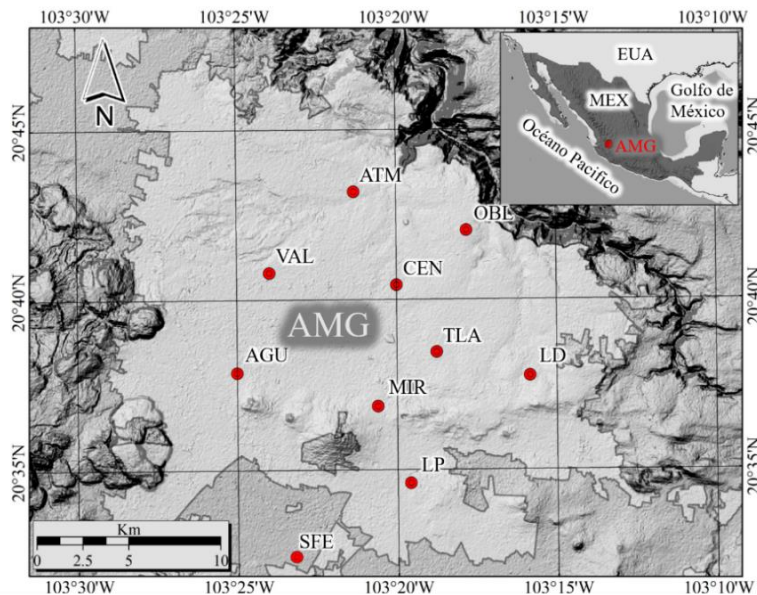 103°30'W 103°25'W 103°20'W 103°15'W 103°10'W
20°45'N
20°40'N
20°35'N
N
EUA
MEX
Golfo de
México
AMG
Océano Pacífico
20°45'N
20°40'N
20°35'N
ATM
OBL
VAL
CEN
AMG
TLA
AGU
LD
MIR
LP
SFE
Km
0 2.5 5 10
103°30'W 103°25'W 103°20'W 103°15'W 103°10'W